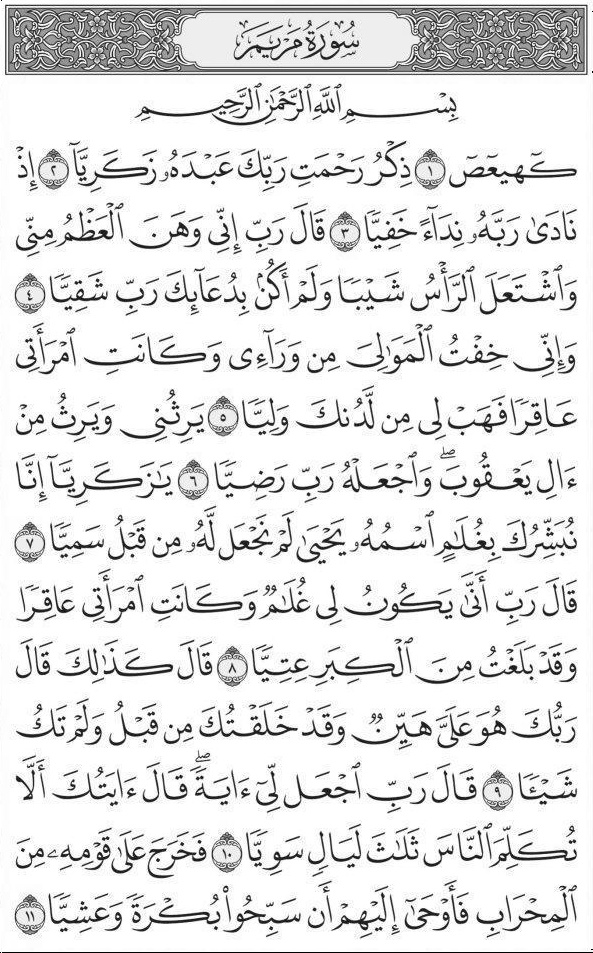 سُورَةُ مَرْيَمَ
بِسْمِ ٱللَّهِ ٱلرَّحْمَٰنِ ٱلرَّحِيمِ
كٓهيعٓصٓ ١ ذِكْرُ رَحْمَتِ رَبِّكَ عَبْدَهُۥ زَكَرِيَّآ ٢ إِذْ
نَادَىٰ رَبَّهُۥ نِدَآءً خَفِيًّا ٣ قَالَ رَبِّ إِنِّى وَهَنَ ٱلْعَظْمُ مِنِّى
وَٱشْتَعَلَ ٱلرَّأْسُ شَيْبًا وَلَمْ أَكُنۢ بِدُعَآئِكَ رَبِّ شَقِيًّا ٤
وَإِنِّى خِفْتُ ٱلْمَوَٰلِىَ مِن وَرَآءِى وَكَانَتِ ٱمْرَأَتِى
عَاقِرًا فَهَبْ لِى مِن لَّدُنكَ وَلِيًّا ٥ يَرِثُنِى وَيَرِثُ مِنْ
ءَالِ يَعْقُوبَ ۖ وَٱجْعَلْهُ رَبِّ رَضِيًّا ٦ يَٰزَكَرِيَّآ إِنَّا
نُبَشِّرُكَ بِغُلَٰمٍ ٱسْمُهُۥ يَحْيَىٰ لَمْ نَجْعَل لَّهُۥ مِن قَبْلُ سَمِيًّا ٧
قَالَ رَبِّ أَنَّىٰ يَكُونُ لِى غُلَٰمٌ وَكَانَتِ ٱمْرَأَتِى عَاقِرًا
وَقَدْ بَلَغْتُ مِنَ ٱلْكِبَرِ عِتِيًّا ٨ قَالَ كَذَٰلِكَ قَالَ
رَبُّكَ هُوَ عَلَىَّ هَيِّنٌ وَقَدْ خَلَقْتُكَ مِن قَبْلُ وَلَمْ تَكُ
شَيْـًٔا ٩ قَالَ رَبِّ ٱجْعَل لِّىٓ ءَايَةً ۚ قَالَ ءَايَتُكَ أَلَّا
تُكَلِّمَ ٱلنَّاسَ ثَلَٰثَ لَيَالٍ سَوِيًّا ١٠ فَخَرَجَ عَلَىٰ قَوْمِهِۦ مِنَ
ٱلْمِحْرَابِ فَأَوْحَىٰٓ إِلَيْهِمْ أَن سَبِّحُوا۟ بُكْرَةً وَعَشِيًّا ١١